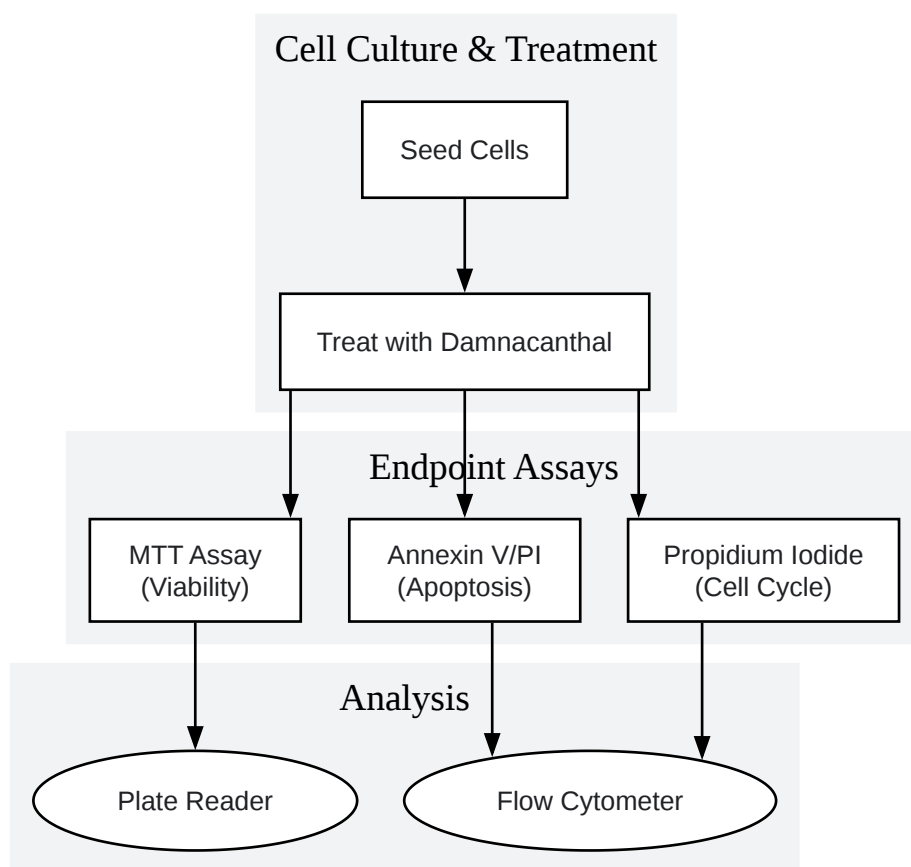 Cell Culture & Treatment
Seed Cells
Treat with Damnacanthal
Endpoint Assays
MTT Assay
(Viability)
Annexin V/PI
(Apoptosis)
Propidium Iodide
(Cell Cycle)
Analysis
Plate Reader
Flow Cytometer